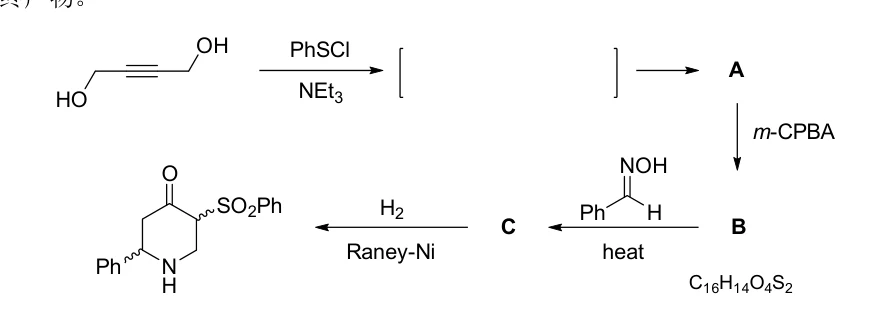 物。
OH
HO
PhSCl
NEt3
A
m-CPBA
NOH
Ph H
heat
B
C16H14O4S2
C
H2
Raney-Ni
O
SO2Ph
Ph N
H